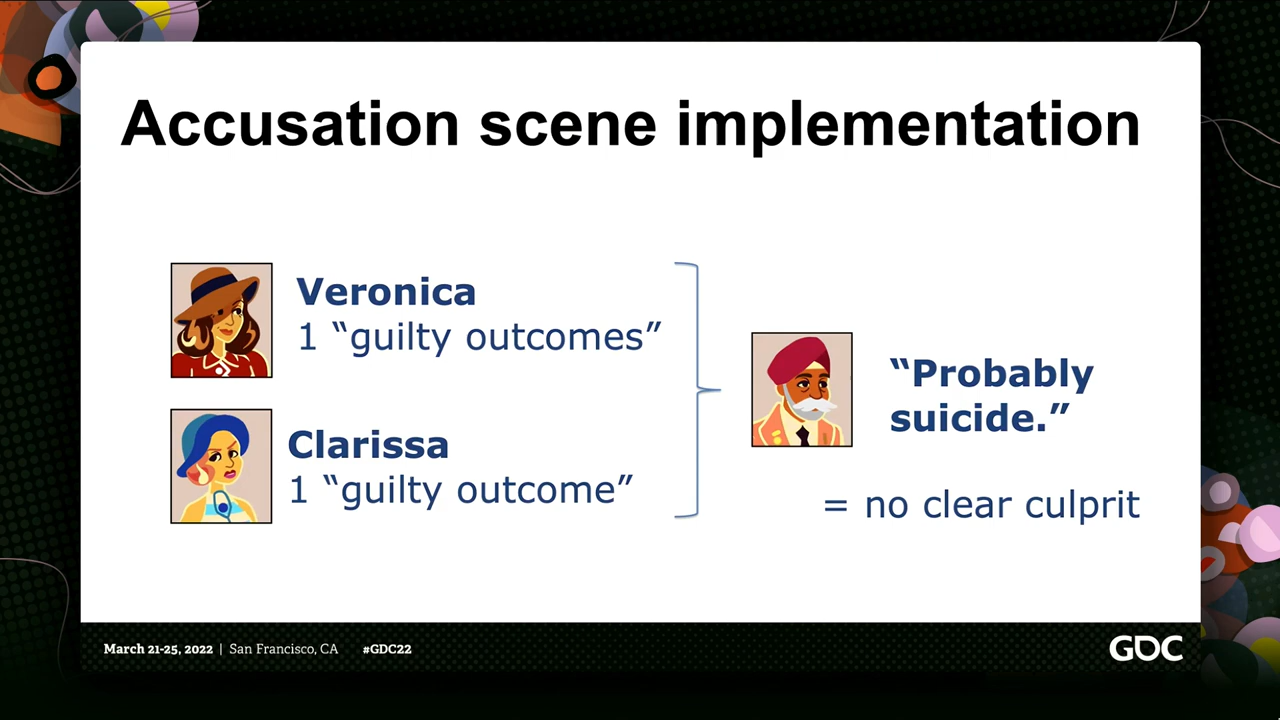 Accusation scene implementation
Veronica
1 “guilty outcomes”
Clarissa
1 “guilty outcome”
“Probably
suicide.”
= no clear culprit
March 21-25, 2022 | San Francisco, CA #GDC22
GDC